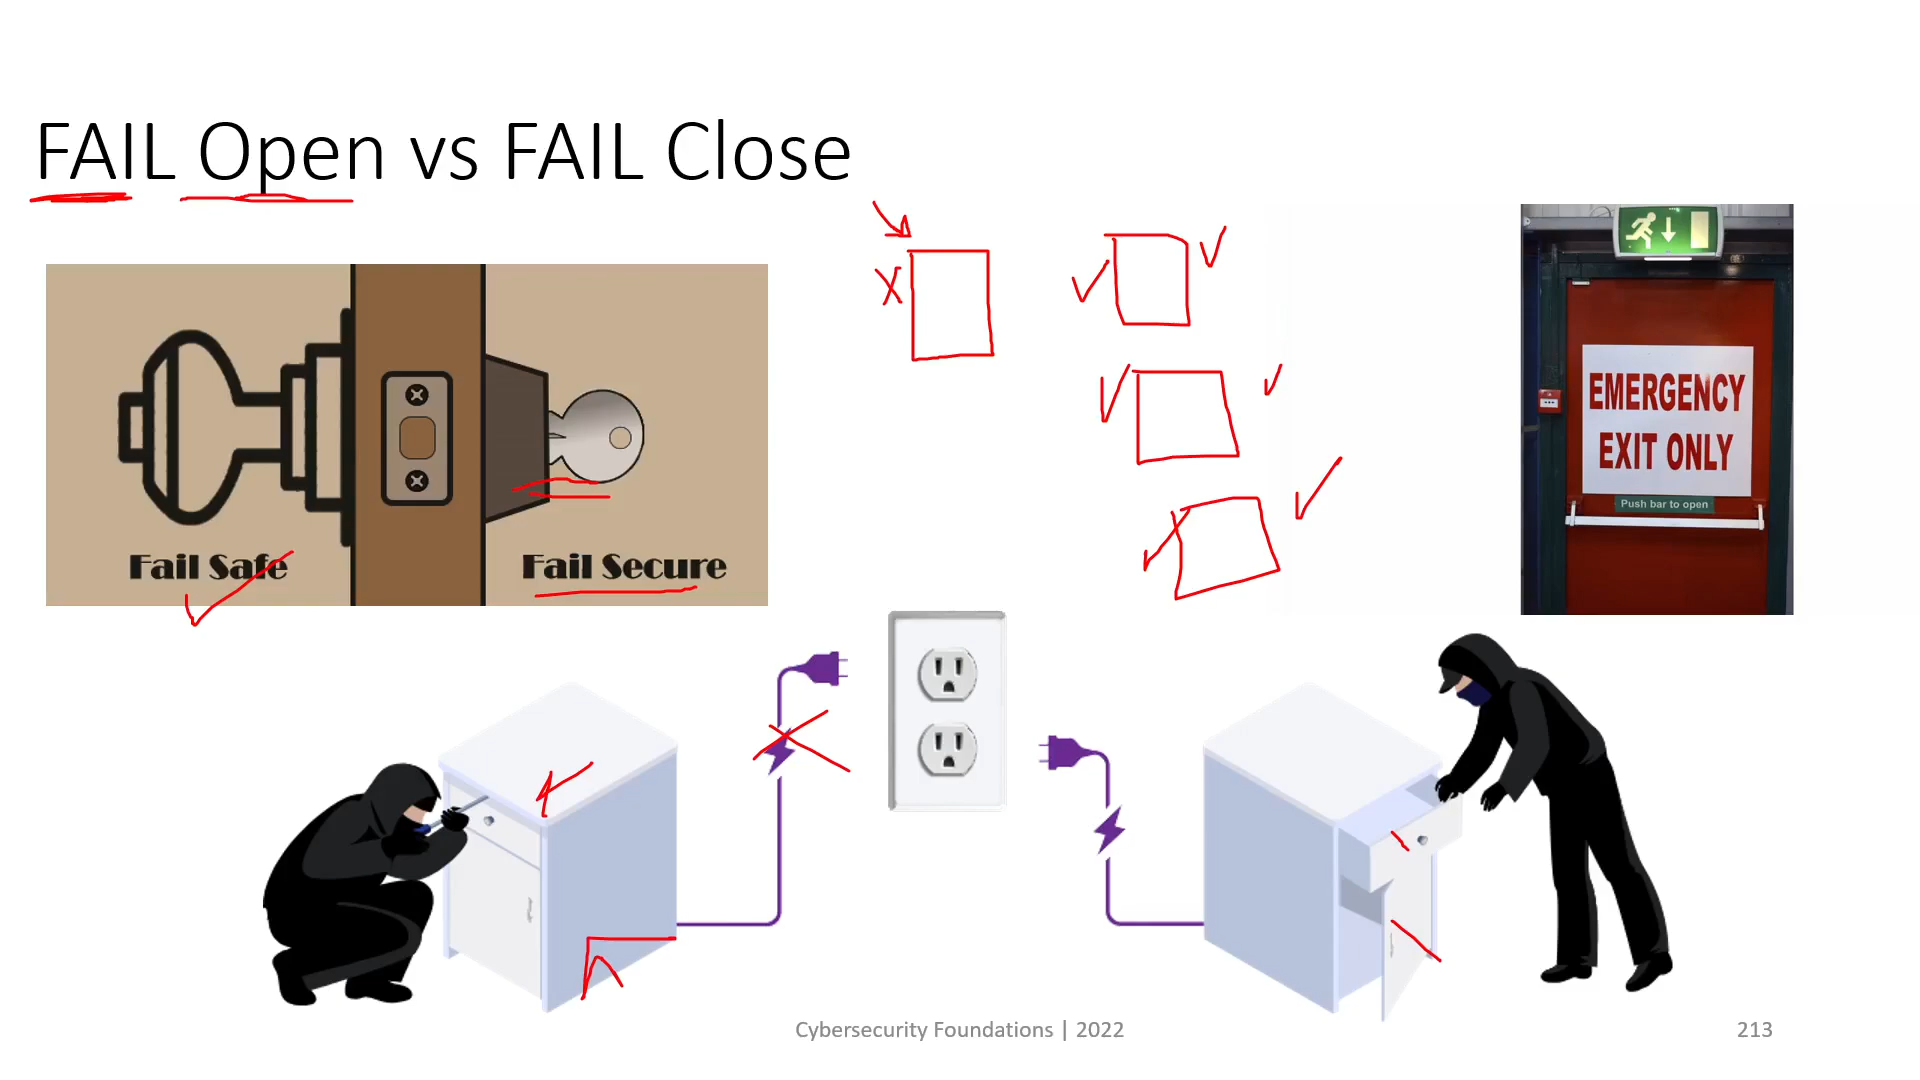 FAIL Open vs FAIL Close
Fail Safe
Fail Secure
EMERGENCY
EXIT ONLY
Push bar to open
Cybersecurity Foundations | 2022
213